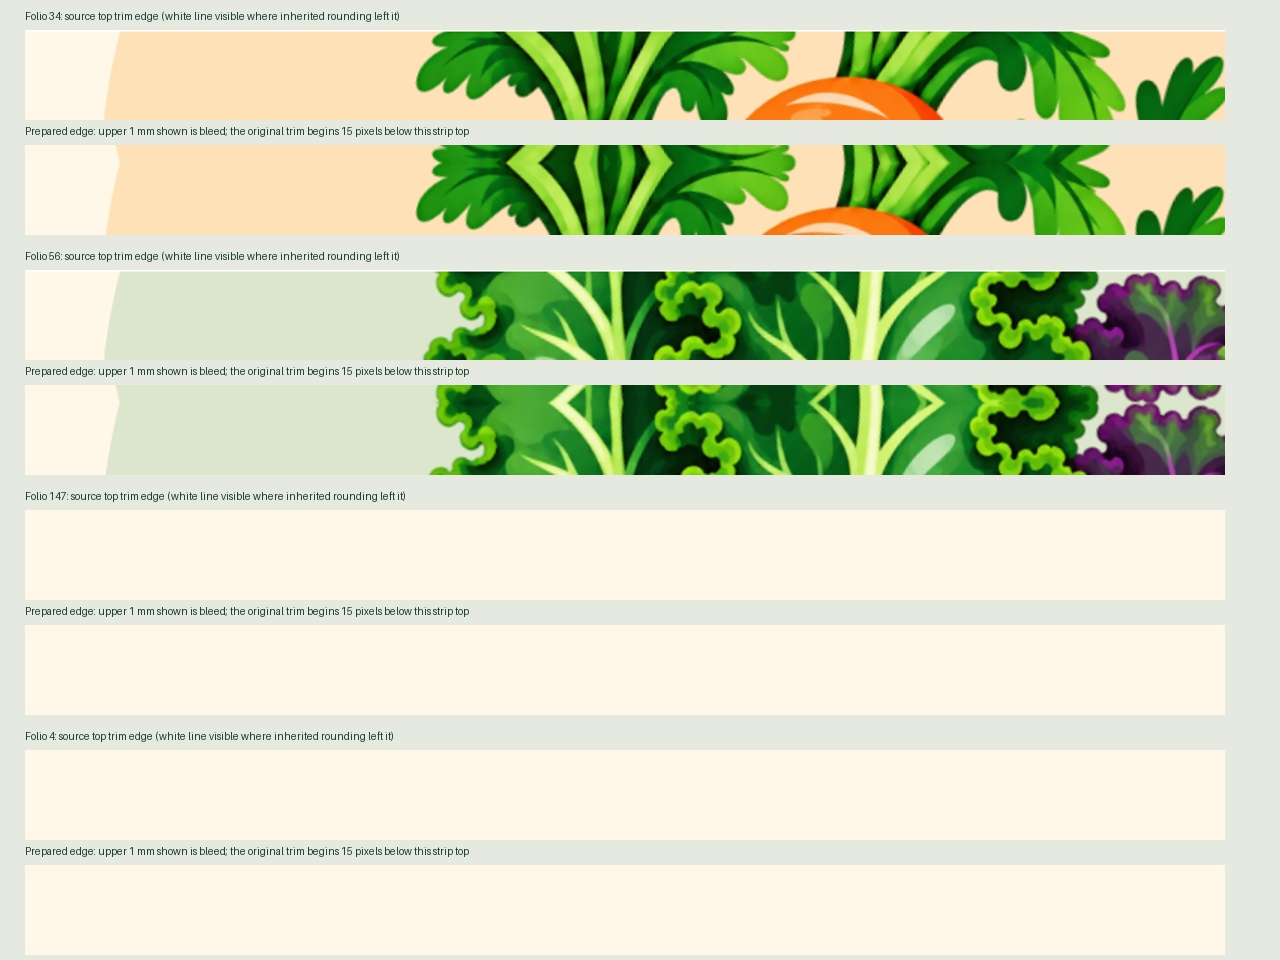 Folio 34: source top trim edge (white line visible where inherited rounding left it)
Prepared edge: upper 1 mm shown is bleed; the original trim begins 15 pixels below this strip top
Folio 56: source top trim edge (white line visible where inherited rounding left it)
Prepared edge: upper 1 mm shown is bleed; the original trim begins 15 pixels below this strip top
Folio 147: source top trim edge (white line visible where inherited rounding left it)
Prepared edge: upper 1 mm shown is bleed; the original trim begins 15 pixels below this strip top
Folio 4: source top trim edge (white line visible where inherited rounding left it)
Prepared edge: upper 1 mm shown is bleed; the original trim begins 15 pixels below this strip top